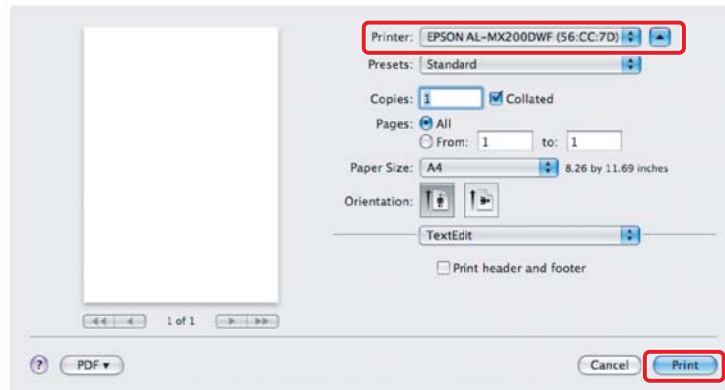 Printer: EPSON AL-MX200DWF (56:CC:7D)
Presets: Standard
Copies: 1 Collated
Pages: All
From: 1 to: 1
Paper Size: A4 8.26 by 11.69 inches
Orientation:
TextEdit
Print header and footer
1 of 1
? PDF Cancel Print